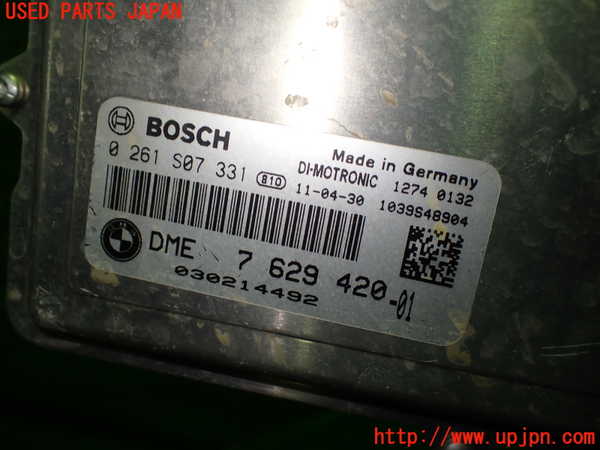 USED PARTS JAPAN
BOSCH
Made in Germany
0 261 S07 331 810 DI-MOTRONIC 1274 0132
11-04-30 1039S48904
DME 7 629 420-01
030214492
http://www.upjpn.com